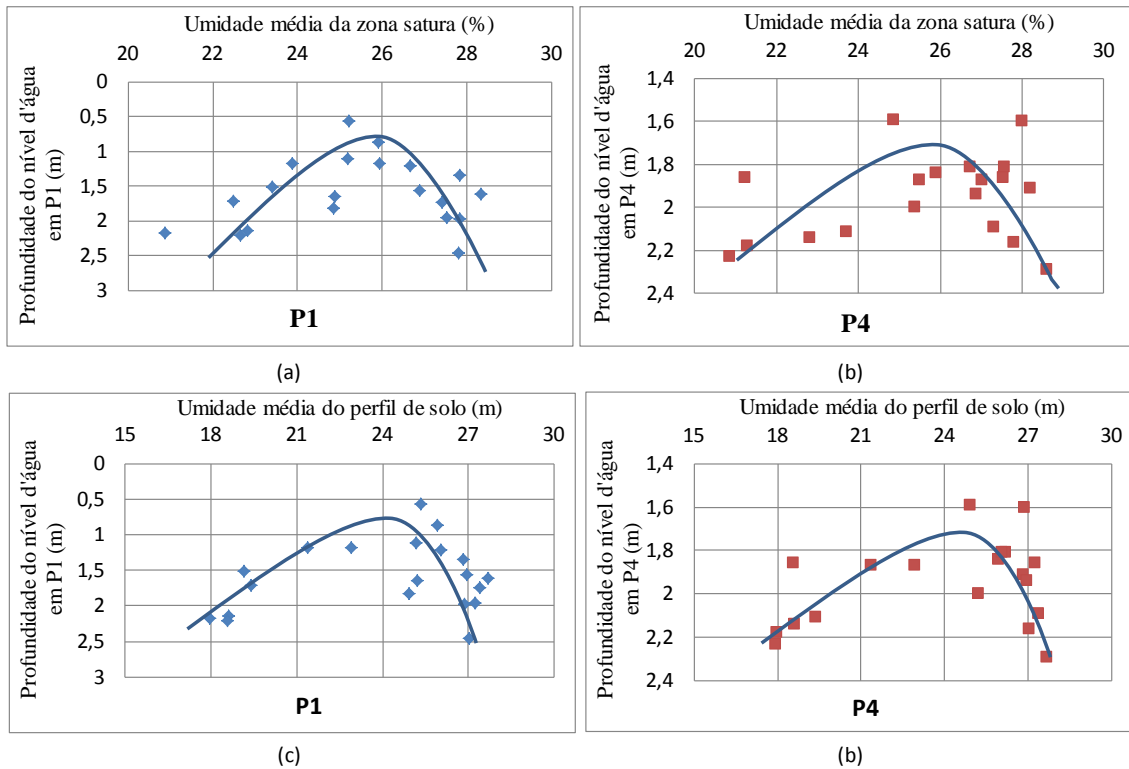 Umidade média da zona satura (%)
20 22 24 26 28 30
0
0,5
1
1,5
2
2,5
3
Profundidade do nível d'água
em P1 (m)
P1
(a)
Umidade média da zona satura (%)
20 22 24 26 28 30
1,4
1,6
1,8
2
2,2
2,4
Profundidade do nível d'água
em P4 (m)
P4
(b)
Umidade média do perfil de solo (m)
15 18 21 24 27 30
0
0,5
1
1,5
2
2,5
3
Profundidade do nível d'água
em P1 (m)
P1
(c)
Umidade média do perfil de solo (m)
15 18 21 24 27 30
1,4
1,6
1,8
2
2,2
2,4
Profundidade do nível d'água
em P4 (m)
P4
(b)